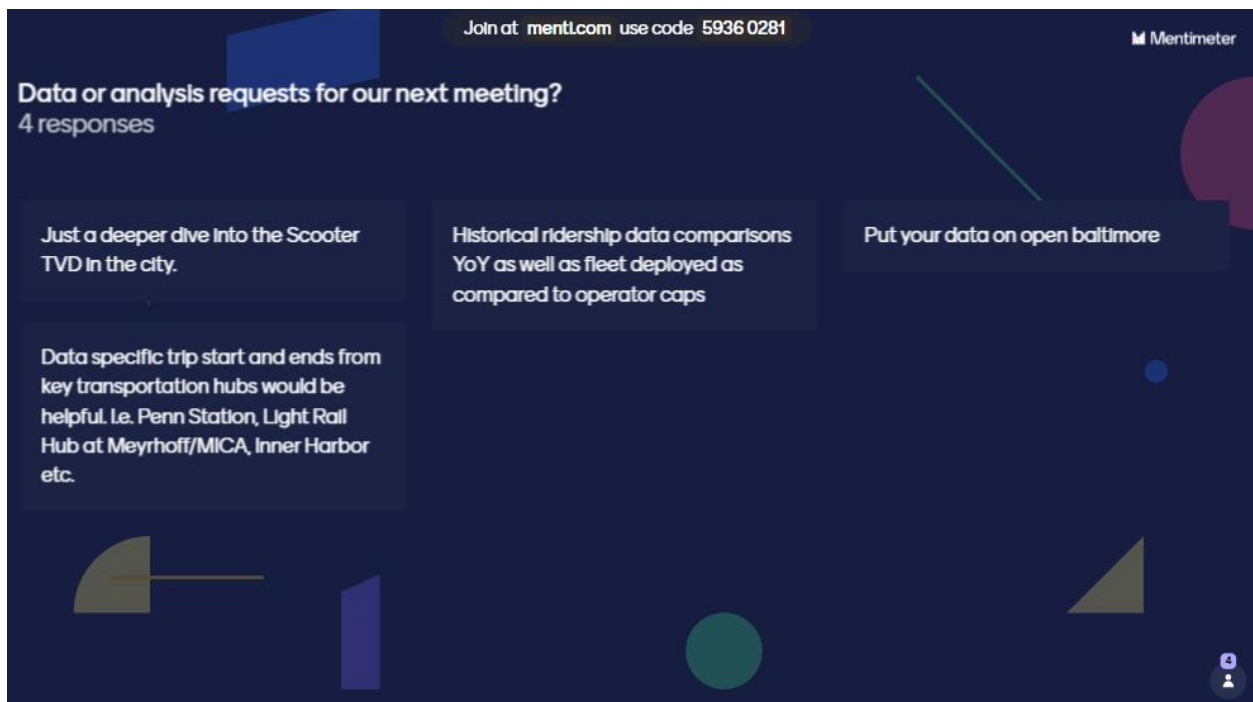 Join at menti.com use code 5936 0281
Mentimeter
Data or analysis requests for our next meeting?
4 responses
Just a deeper dive into the Scooter
TVD in the city.
Historical ridership data comparisons
YoY as well as fleet deployed as
compared to operator caps
Put your data on open baltimore
Data specific trip start and ends from
key transportation hubs would be
helpful. I.e. Penn Station, Light Rail
Hub at Meyrhoff/MICA, Inner Harbor
etc.
4